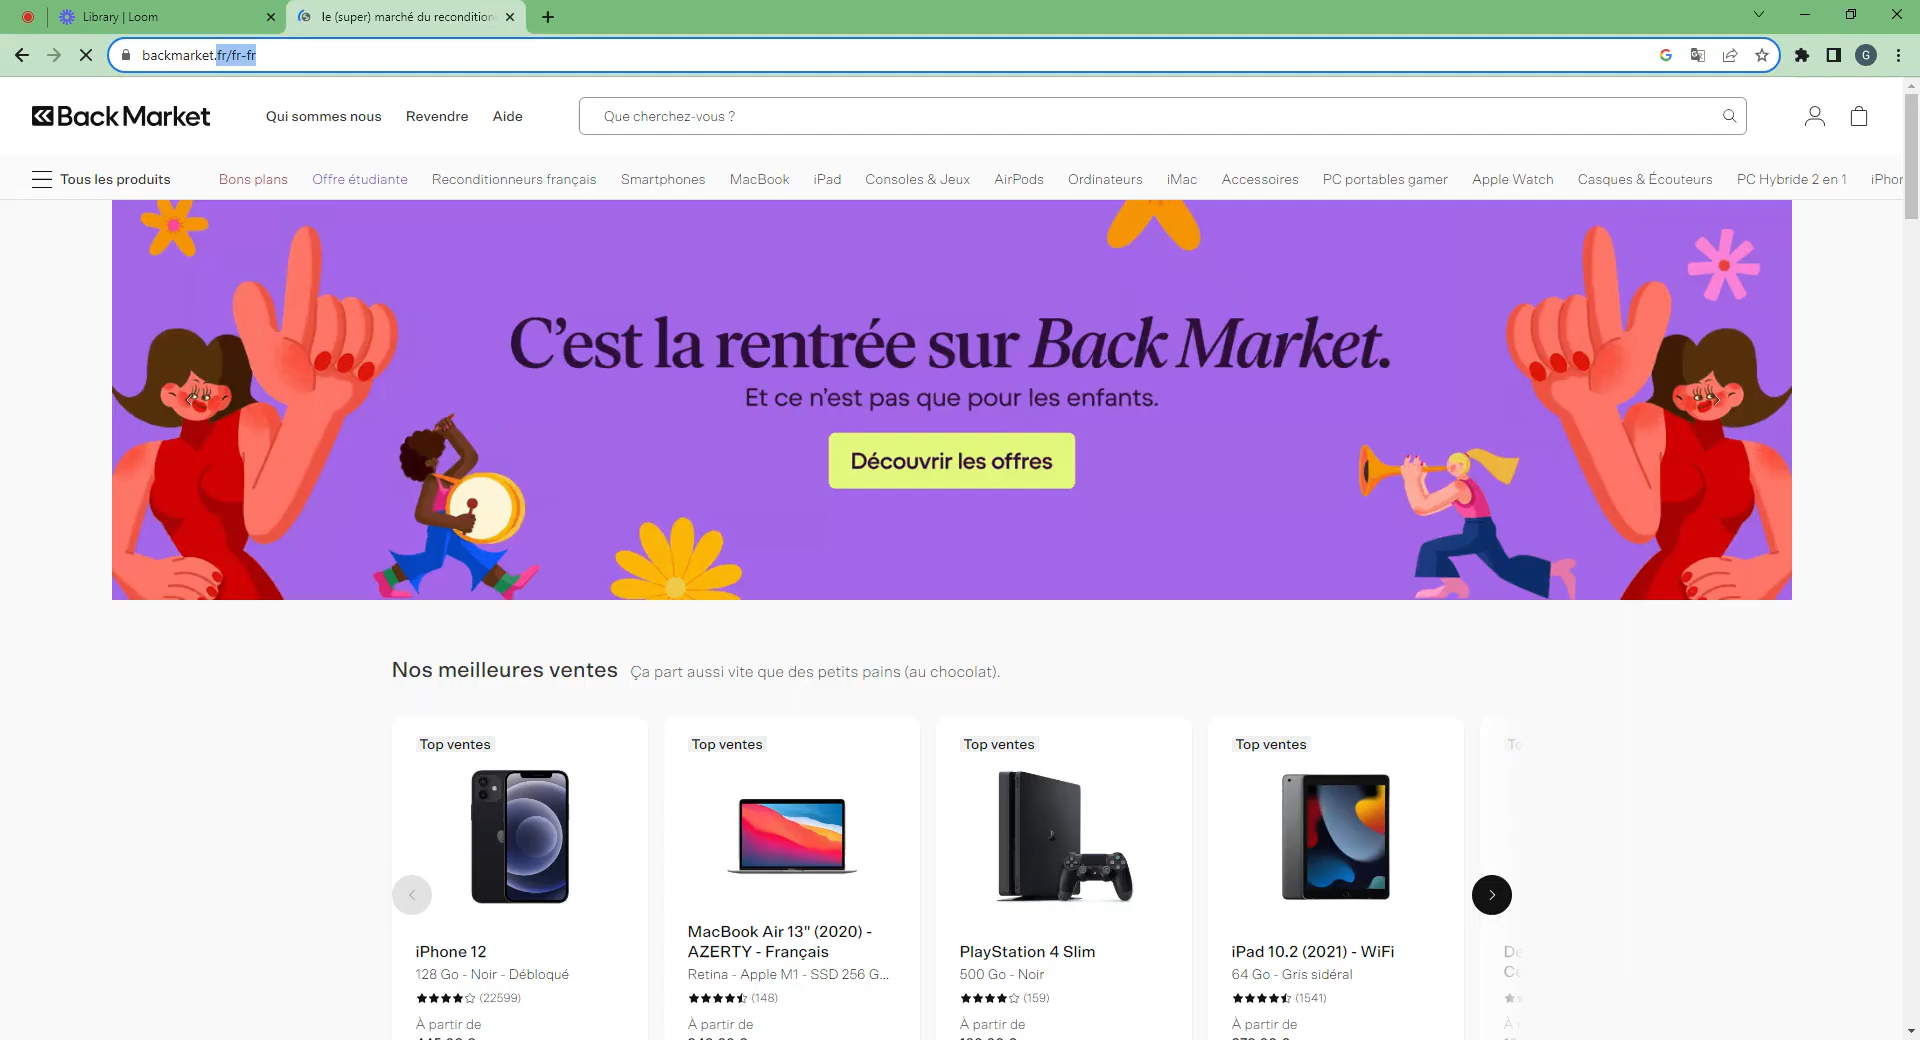 Library | Loom
le (super) marché du recondition
backmarket.fr/fr-fr
G
Back Market
Qui sommes nous
Revendre
Aide
Que cherchez-vous ?
Tous les produits
Bons plans
Offre étudiante
Reconditionneurs français
Smartphones
MacBook
iPad
Consoles & Jeux
AirPods
Ordinateurs
iMac
Accessoires
PC portables gamer
Apple Watch
Casques & Écouteurs
PC Hybride 2 en 1
iPhon
C'est la rentrée sur Back Market.
Et ce n'est pas que pour les enfants.
Découvrir les offres
Nos meilleures ventes Ça part aussi vite que des petits pains (au chocolat).
Top ventes
iPhone 12
128 Go - Noir - Débloqué
(22599)
À partir de
Top ventes
MacBook Air 13" (2020) -
AZERTY - Français
Retina - Apple M1 - SSD 256 G...
(148)
À partir de
Top ventes
PlayStation 4 Slim
500 Go - Noir
(159)
À partir de
Top ventes
iPad 10.2 (2021) - WiFi
64 Go - Gris sidéral
(1541)
À partir de